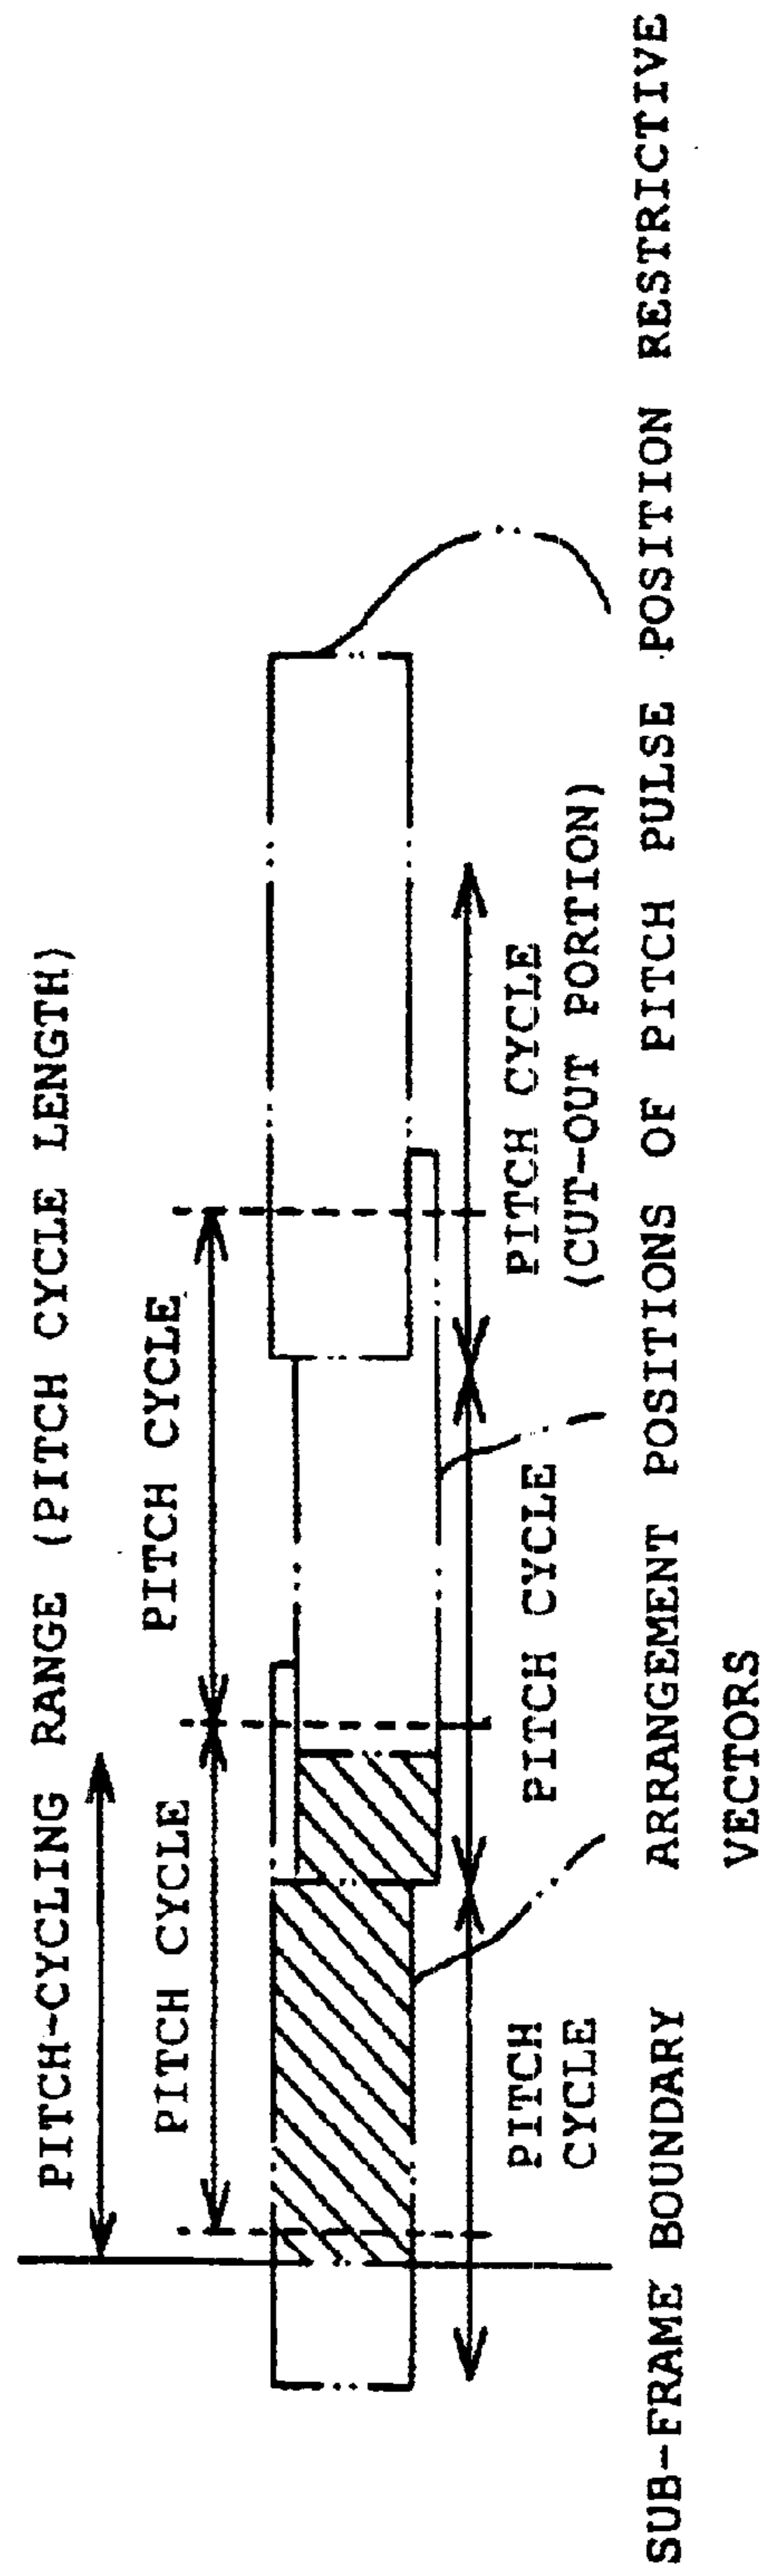 PITCH-CYCLING RANGE (PITCH CYCLE LENGTH)
PITCH CYCLE
PITCH CYCLE
PITCH
CYCLE
PITCH CYCLE
PITCH CYCLE
(CUT-OUT PORTION)
SUB-FRAME BOUNDARY
ARRANGEMENT POSITIONS OF PITCH PULSE POSITION RESTRICTIVE
VECTORS